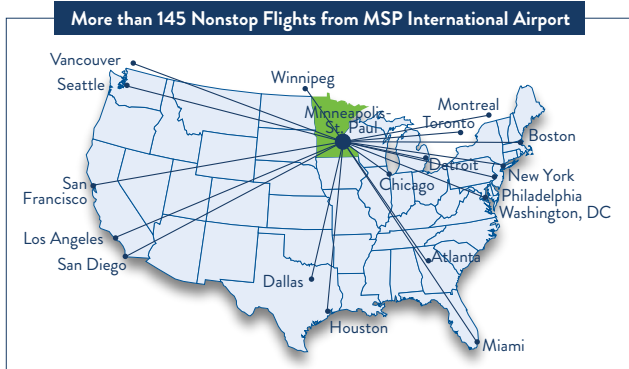 More than 145 Nonstop Flights from MSP International Airport
Vancouver
Seattle
Winnipeg
Minneapolis-
St. Paul
Montreal
Toronto
Boston
Detroit
New York
Chicago
Philadelphia
Washington, DC
San
Francisco
Los Angeles
San Diego
Atlanta
Dallas
Houston
Miami